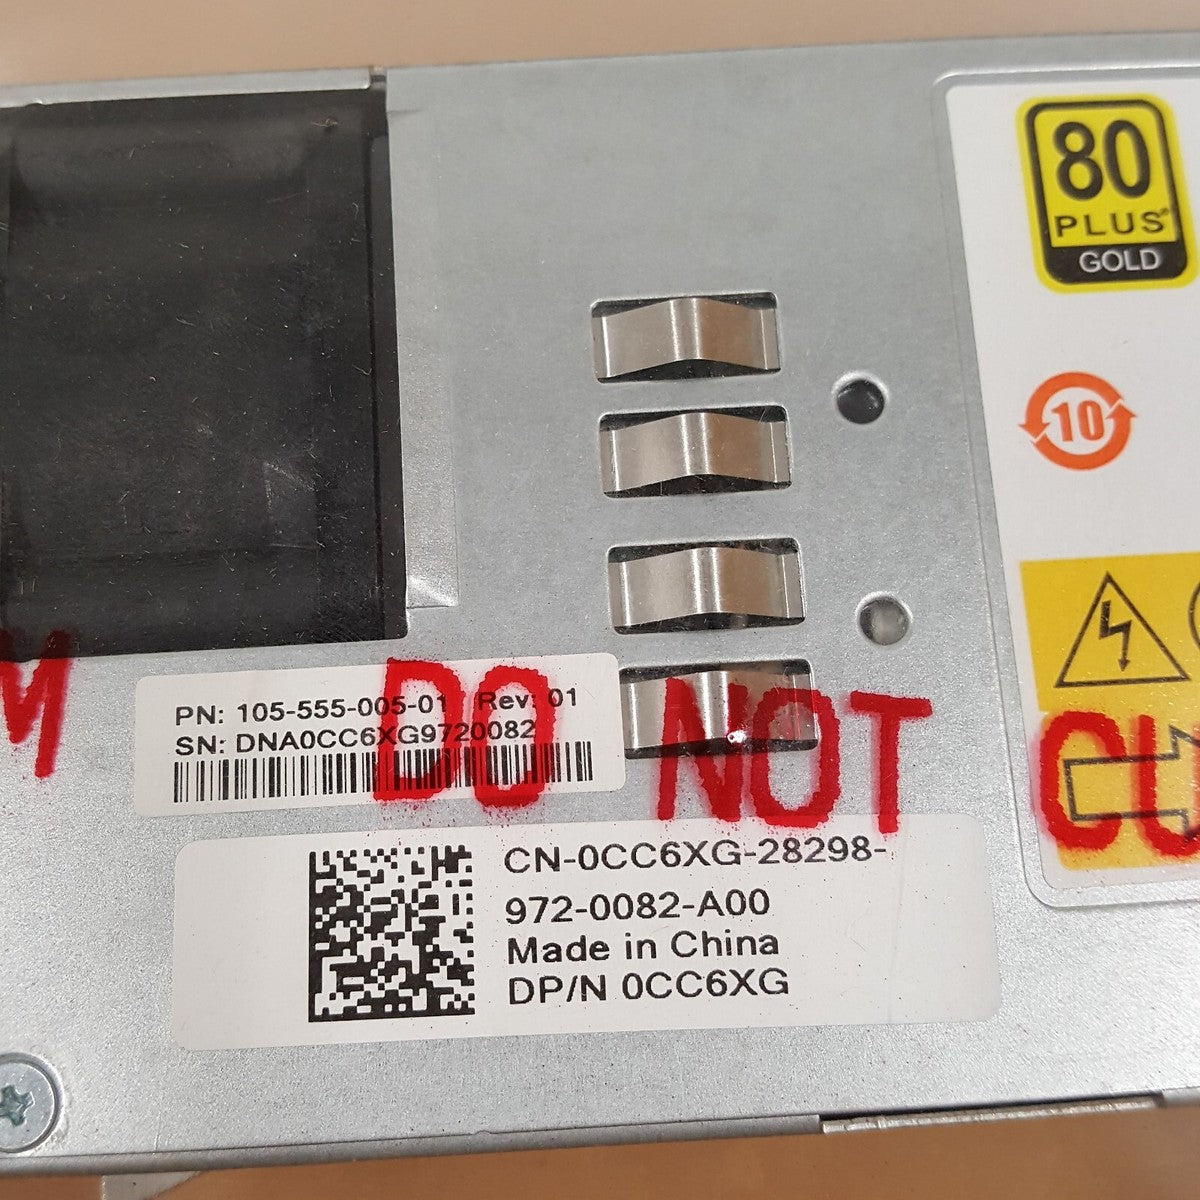 80
PLUS
GOLD
10
PN: 105-555-005-01 Rev: 01
SN: DNA0CC6XG9720082
M DO NOT CU
CN-0CC6XG-28298-
972-0082-A00
Made in China
DP/N 0CC6XG